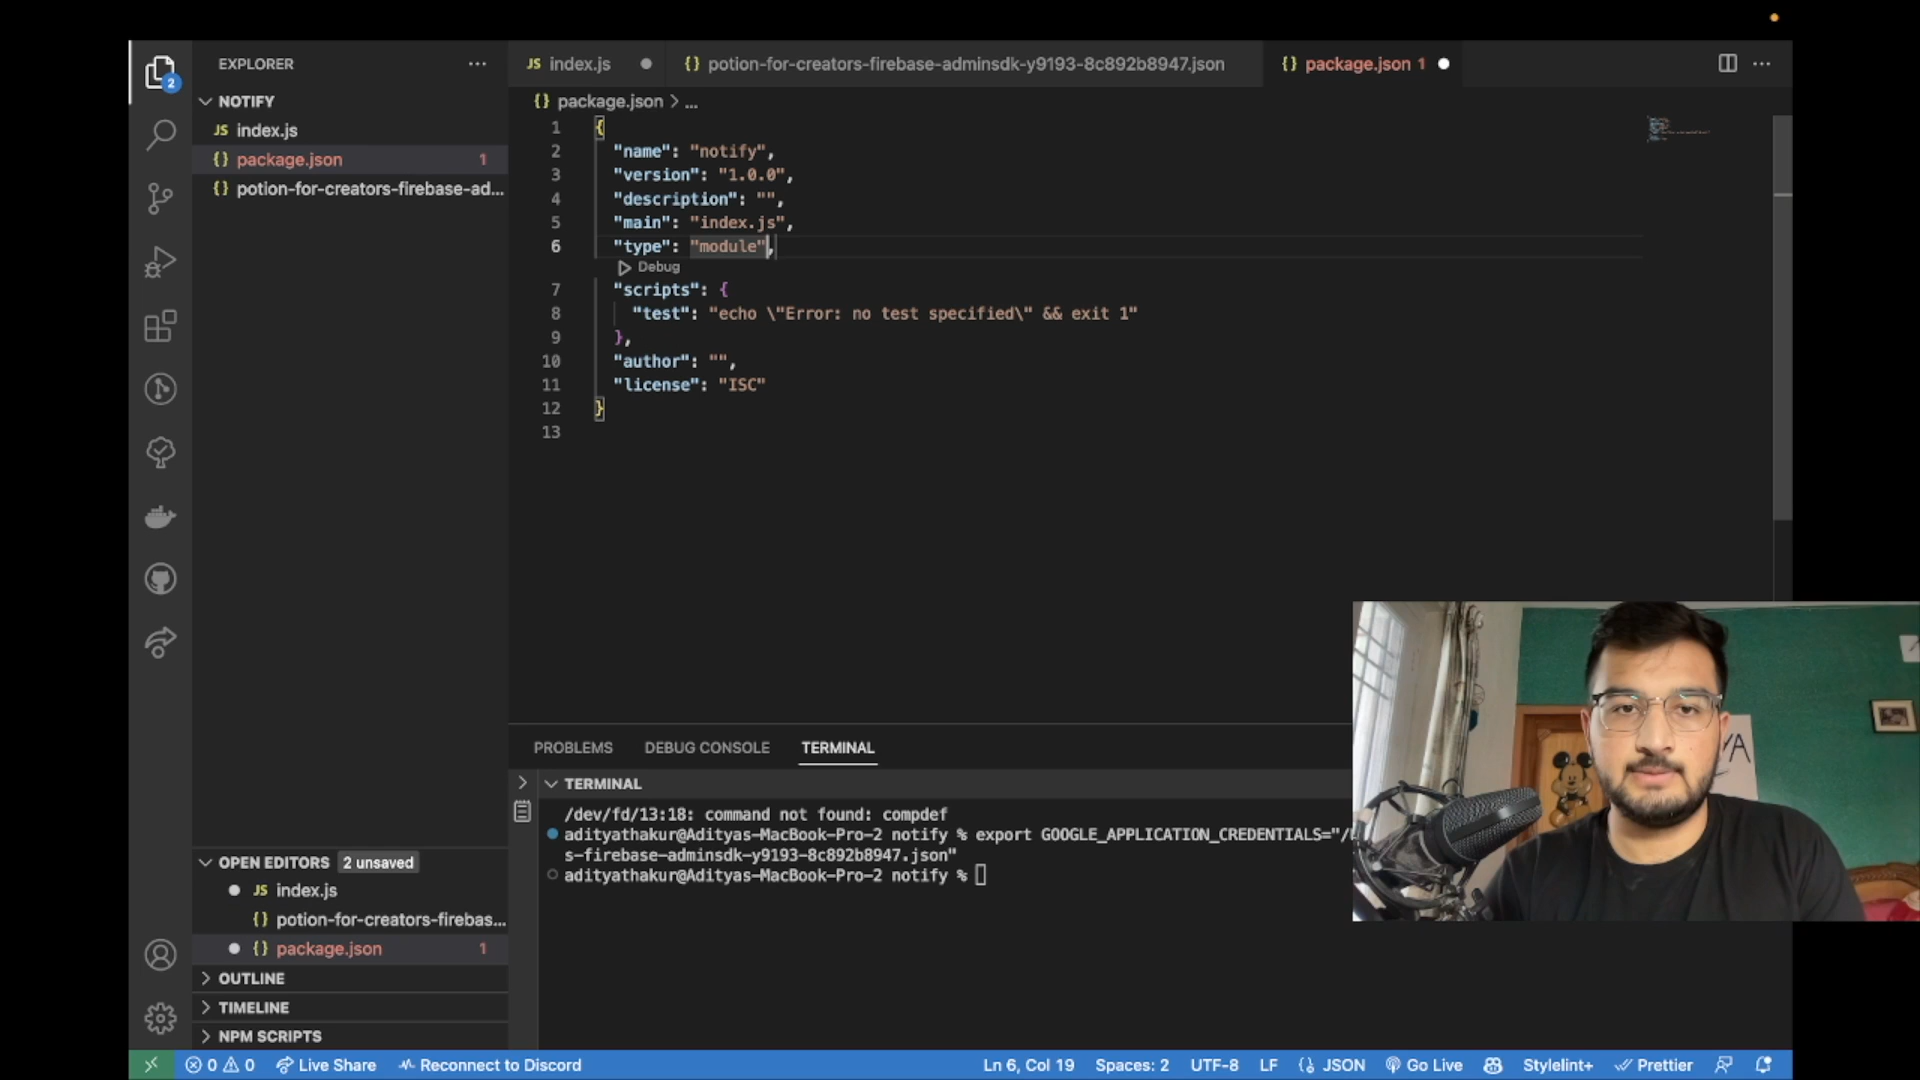 EXPLORER
NOTIFY
JS index.js
{} package.json 1
{} potion-for-creators-firebase-ad...
2
JS index.js
{} potion-for-creators-firebase-adminsdk-y9193-8c892b8947.json
{} package.json 1
{} package.json > ...
1 {
2 "name": "notify",
3 "version": "1.0.0",
4 "description": "",
5 "main": "index.js",
6 "type": "module",
Debug
7 "scripts": {
8 "test": "echo \"Error: no test specified\" && exit 1"
9 },
10 "author": "",
11 "license": "ISC"
12 }
13
PROBLEMS DEBUG CONSOLE TERMINAL
TERMINAL
/dev/fd/13:18: command not found: compdef
adityathakur@Adityas-MacBook-Pro-2 notify % export GOOGLE_APPLICATION_CREDENTIALS="/
s-firebase-adminsdk-y9193-8c892b8947.json"
adityathakur@Adityas-MacBook-Pro-2 notify %
OPEN EDITORS 2 unsaved
JS index.js
{} potion-for-creators-firebas...
{} package.json 1
OUTLINE
TIMELINE
NPM SCRIPTS
0 0 Live Share Reconnect to Discord
Ln 6, Col 19 Spaces: 2 UTF-8 LF {} JSON Go Live Stylelint+ Prettier